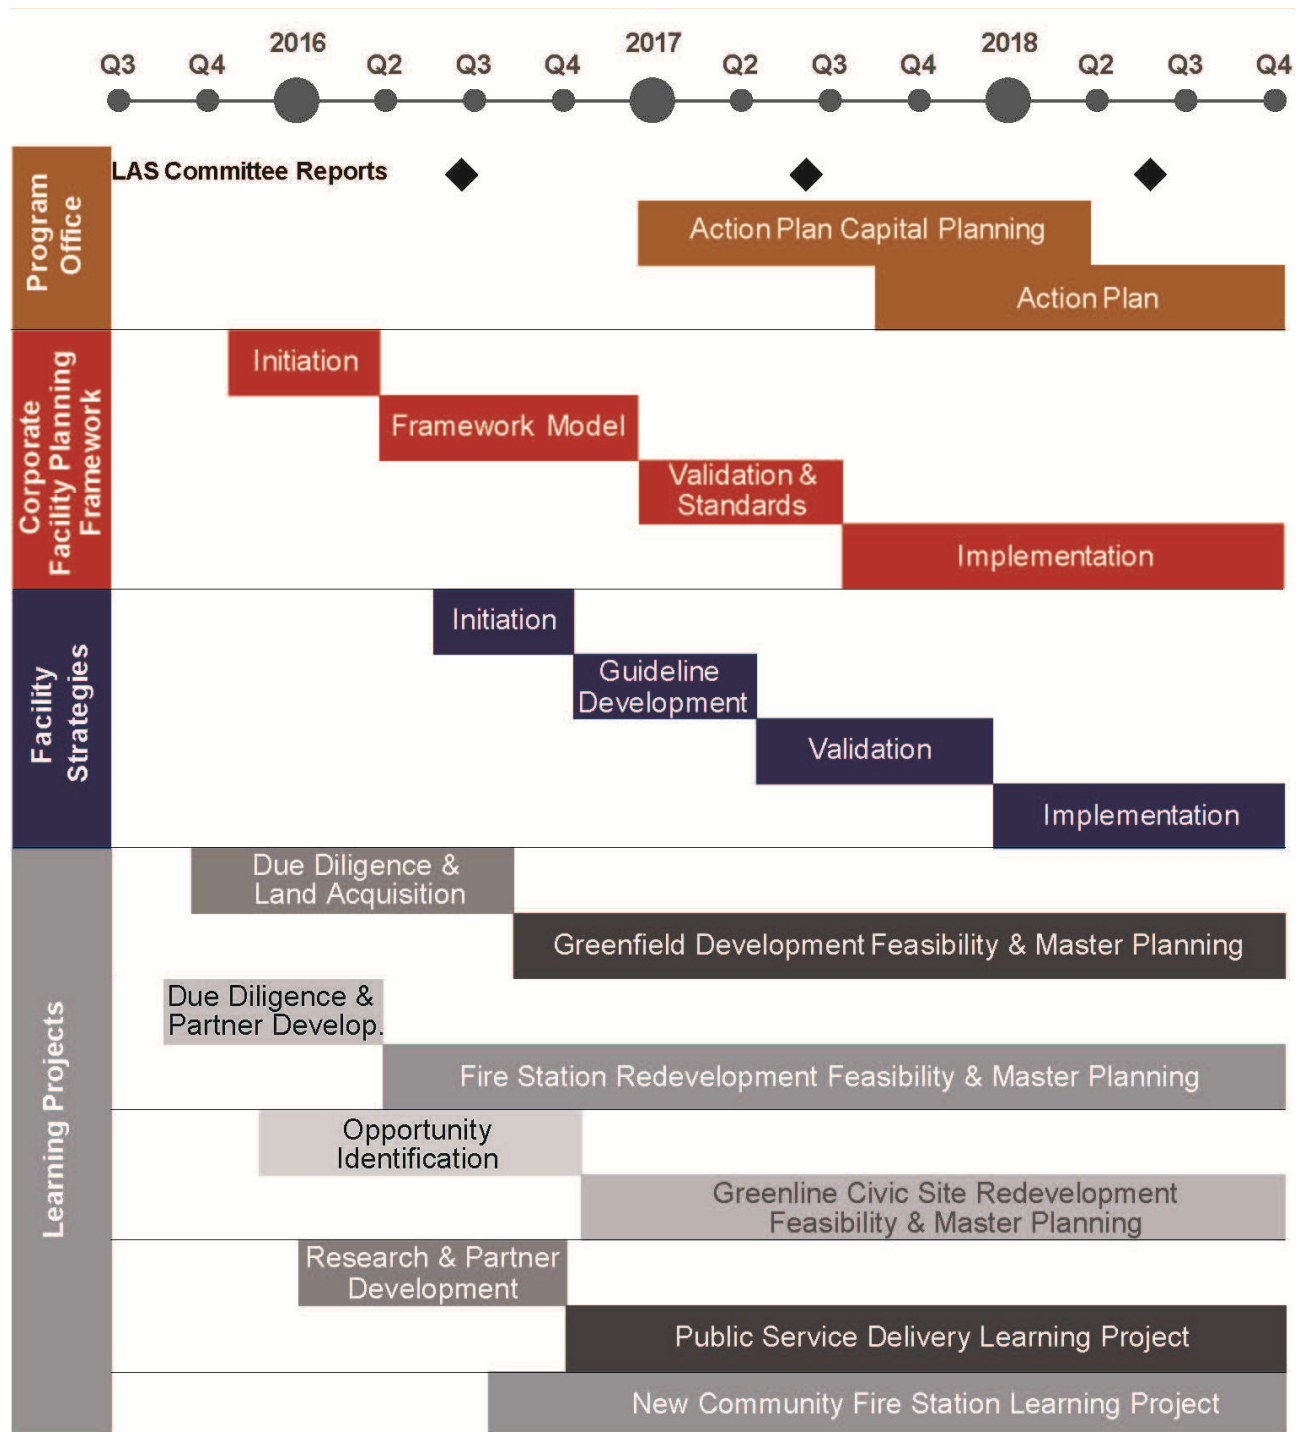 2016
2017
2018
Q3
Q4
Q2
Q3
Q4
Q2
Q3
Q4
Q2
Q3
Q4
Program
Office
LAS Committee Reports
Action Plan Capital Planning
Action Plan
Corporate
Facility Planning
Framework
Initiation
Framework Model
Validation &
Standards
Implementation
Facility
Strategies
Initiation
Guideline
Development
Validation
Implementation
Learning Projects
Due Diligence &
Land Acquisition
Greenfield Development Feasibility & Master Planning
Due Diligence &
Partner Develop.
Fire Station Redevelopment Feasibility & Master Planning
Opportunity
Identification
Greenline Civic Site Redevelopment
Feasibility & Master Planning
Research & Partner
Development
Public Service Delivery Learning Project
New Community Fire Station Learning Project